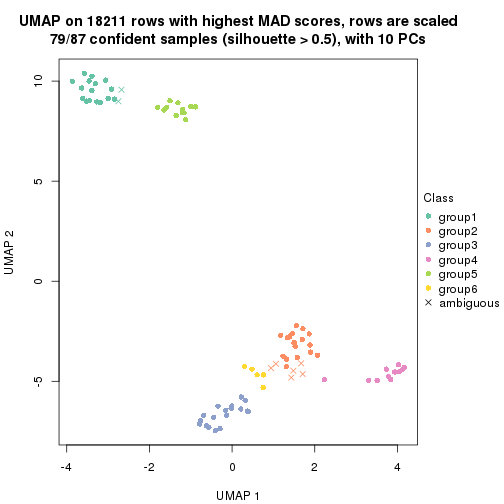 UMAP on 18211 rows with highest MAD scores, rows are scaled
79/87 confident samples (silhouette > 0.5), with 10 PCs
10
5
0
-5
UMAP 2
-4
-2
0
2
4
UMAP 1
Class
group1
group2
group3
group4
group5
group6
ambiguous